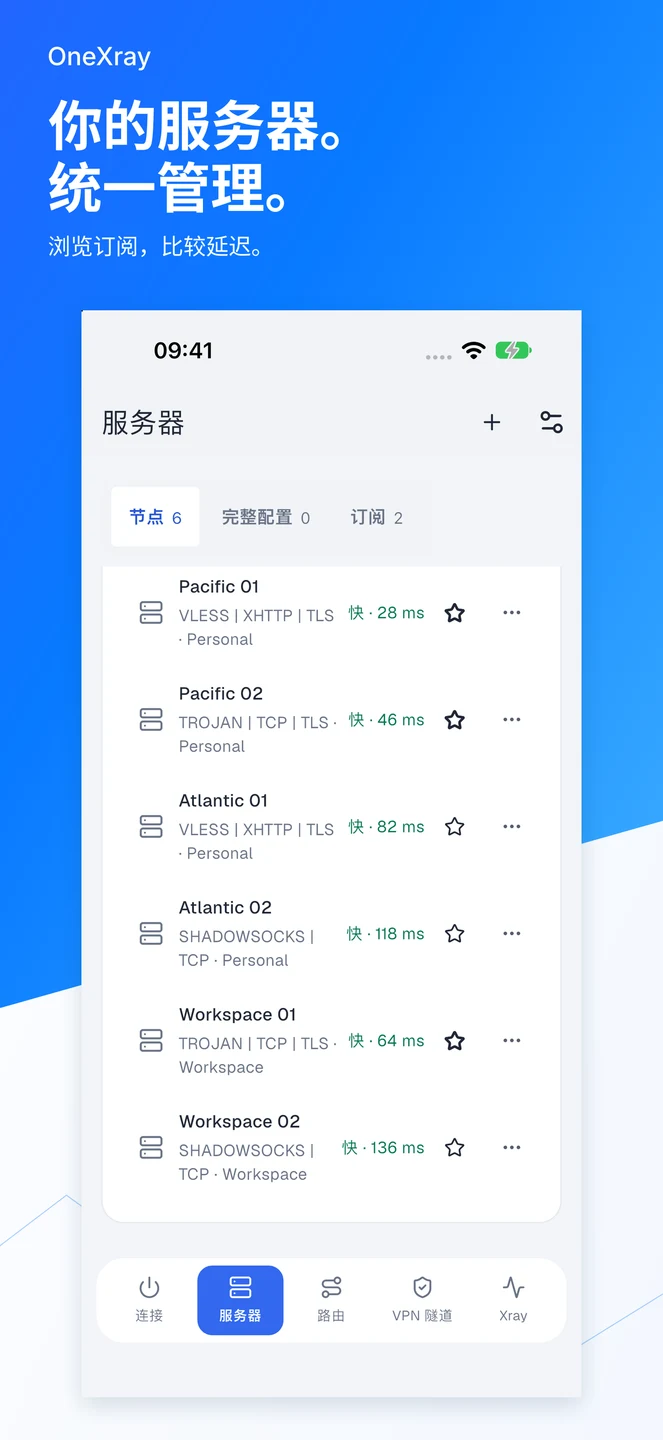 OneXray
你的服务器。
统一管理。
浏览订阅，比较延迟。
09:41
服务器
节点 6 完整配置 0 订阅 2
Pacific 01
VLESS | XHTTP | TLS 快 · 28 ms
· Personal
Pacific 02
TROJAN | TCP | TLS · 快 · 46 ms
Personal
Atlantic 01
VLESS | XHTTP | TLS 快 · 82 ms
· Personal
Atlantic 02
SHADOWSOCKS | 快 · 118 ms
TCP · Personal
Workspace 01
TROJAN | TCP | TLS · 快 · 64 ms
Workspace
Workspace 02
SHADOWSOCKS | 快 · 136 ms
TCP · Workspace
连接 服务器 路由 VPN 隧道 Xray